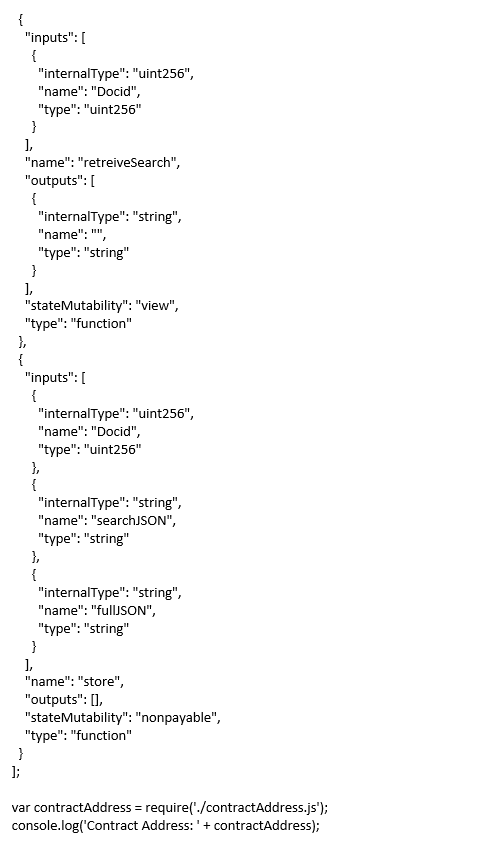 {
"inputs": [
{
"internalType": "uint256",
"name": "Docid",
"type": "uint256"
}
],
"name": "retreiveSearch",
"outputs": [
{
"internalType": "string",
"name": "",
"type": "string"
}
],
"stateMutability": "view",
"type": "function"
},
{
"inputs": [
{
"internalType": "uint256",
"name": "Docid",
"type": "uint256"
},
{
"internalType": "string",
"name": "searchJSON",
"type": "string"
},
{
"internalType": "string",
"name": "fullJSON",
"type": "string"
}
],
"name": "store",
"outputs": [],
"stateMutability": "nonpayable",
"type": "function"
}
];
var contractAddress = require('./contractAddress.js');
console.log('Contract Address: ' + contractAddress);